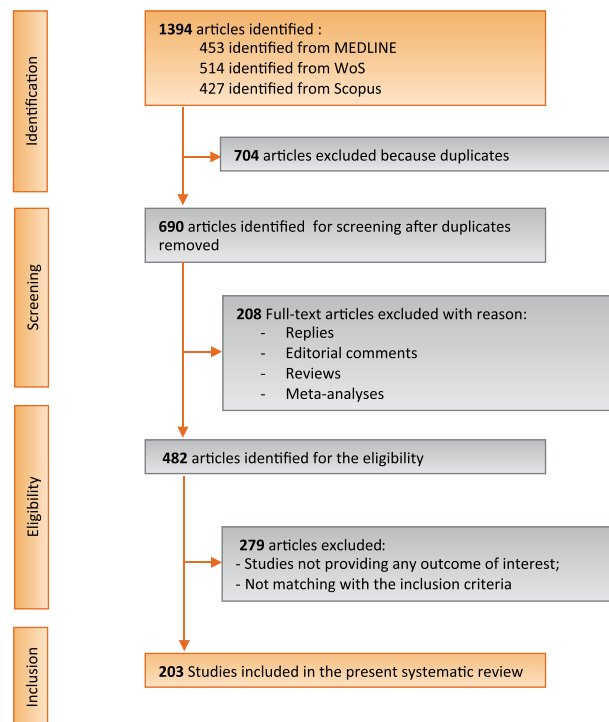 Identification
1394 articles identified :
453 identified from MEDLINE
514 identified from WoS
427 identified from Scopus
704 articles excluded because duplicates
Screening
690 articles identified for screening after duplicates
removed
208 Full-text articles excluded with reason:
- Replies
- Editorial comments
- Reviews
- Meta-analyses
Eligibility
482 articles identified for the eligibility
279 articles excluded:
- Studies not providing any outcome of interest;
- Not matching with the inclusion criteria
Inclusion
203 Studies included in the present systematic review